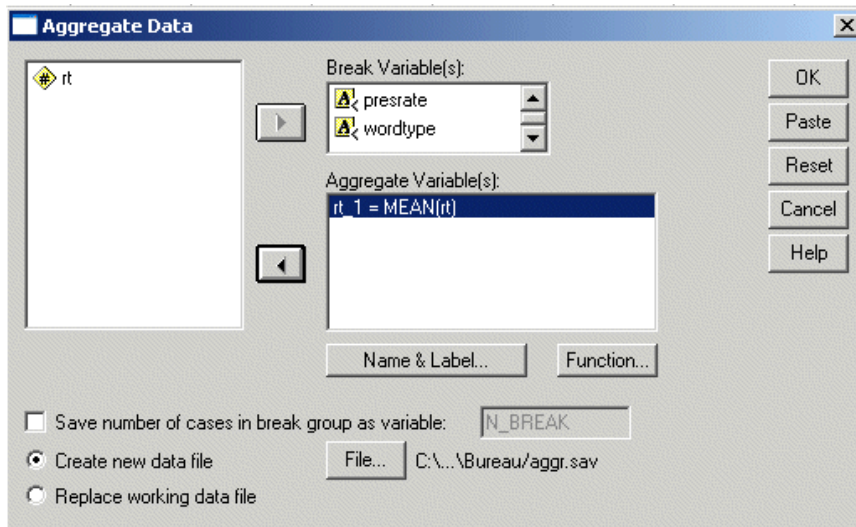 Aggregate Data
rt
Break Variable(s):
presrate
wordtype
Aggregate Variable(s):
rt_1 = MEAN(rt)
Name & Label...
Function...
OK
Paste
Reset
Cancel
Help
Save number of cases in break group as variable:
N_BREAK
Create new data file
File...
C:\...\Bureau/aggr.sav
Replace working data file